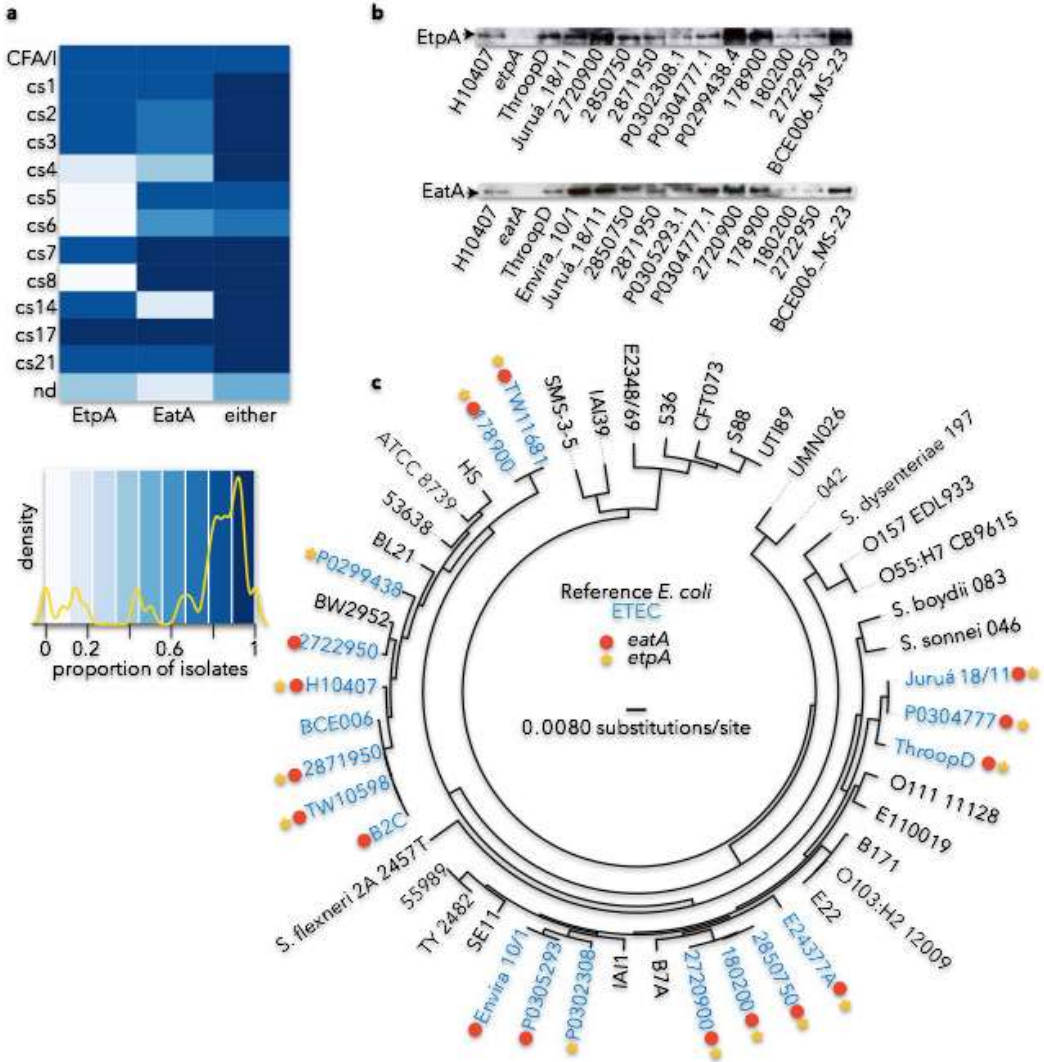 a
CFA/I
cs1
cs2
cs3
cs4
cs5
cs6
cs7
cs8
cs14
cs17
cs21
nd
EtpA EatA either
density
0 0.2 0.6 1
proportion of isolates
b
EtpA
H10407
etpA
ThroopD
Juruá_18/11
2720900
2850750
2871950
P0302308.1
P0304777.1
P0299438.4
178900
180200
2722950
BCE006_MS-23
EatA
H10407
eatA
ThroopD
Envira_10/1
Juruá_18/11
2850750
2871950
P0305293.1
P0304777.1
2720900
178900
180200
2722950
BCE006_MS-23
c
Reference E. coli
ETEC
eatA
etpA
0.0080 substitutions/site
TW11681
SMS-3-5
IAI39
E2348/69
536
CFT073
S88
UTI89
UMN026
042
S. dysenteriae 197
O157 EDL933
O55:H7 CB9615
S. boydii 083
S. sonnei 046
Juruá 18/11
P0304777
ThroopD
O111 11128
E110019
B171
O103:H2 12009
E22
E24377A
2850750
180200
2720900
B7A
IAI1
P0302308
P0305293
Envira 10/1
SE11
TY 2482
55989
S. flexneri 2A 2457T
B2C
TW10598
2871950
BCE006
H10407
2722950
BW2952
P0299438
BL21
53638
ATCC 8739
HS
178900